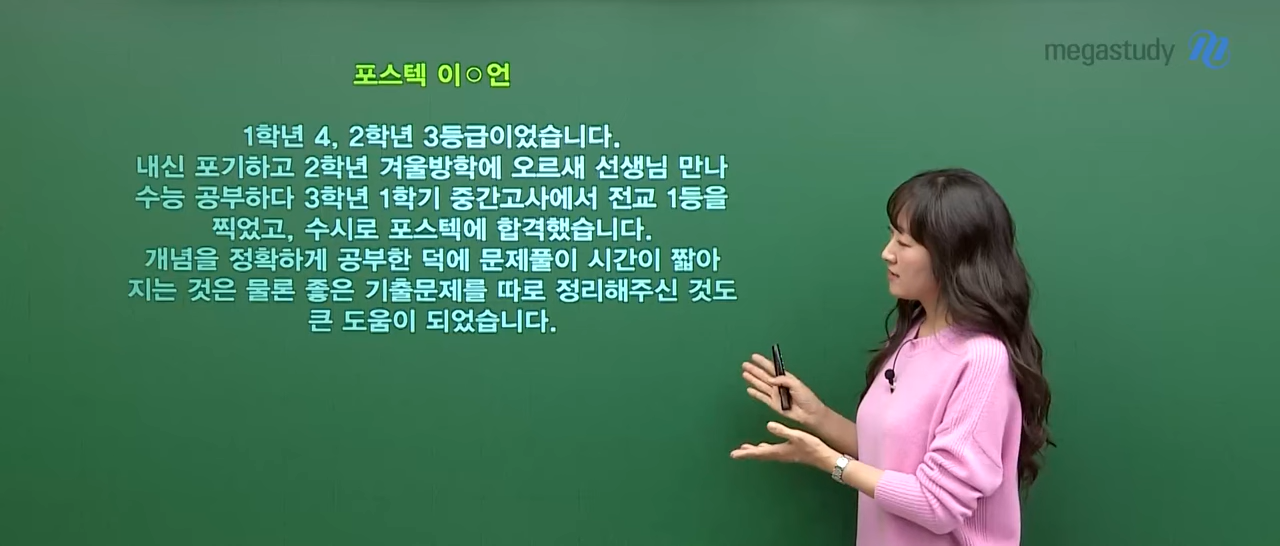 megastudy
포스텍 이○언
1학년 4, 2학년 3등급이었습니다.
내신 포기하고 2학년 겨울방학에 오르새 선생님 만나
수능 공부하다 3학년 1학기 중간고사에서 전교 1등을
찍었고, 수시로 포스텍에 합격했습니다.
개념을 정확하게 공부한 덕에 문제풀이 시간이 짧아
지는 것은 물론 좋은 기출문제를 따로 정리해주신 것도
큰 도움이 되었습니다.